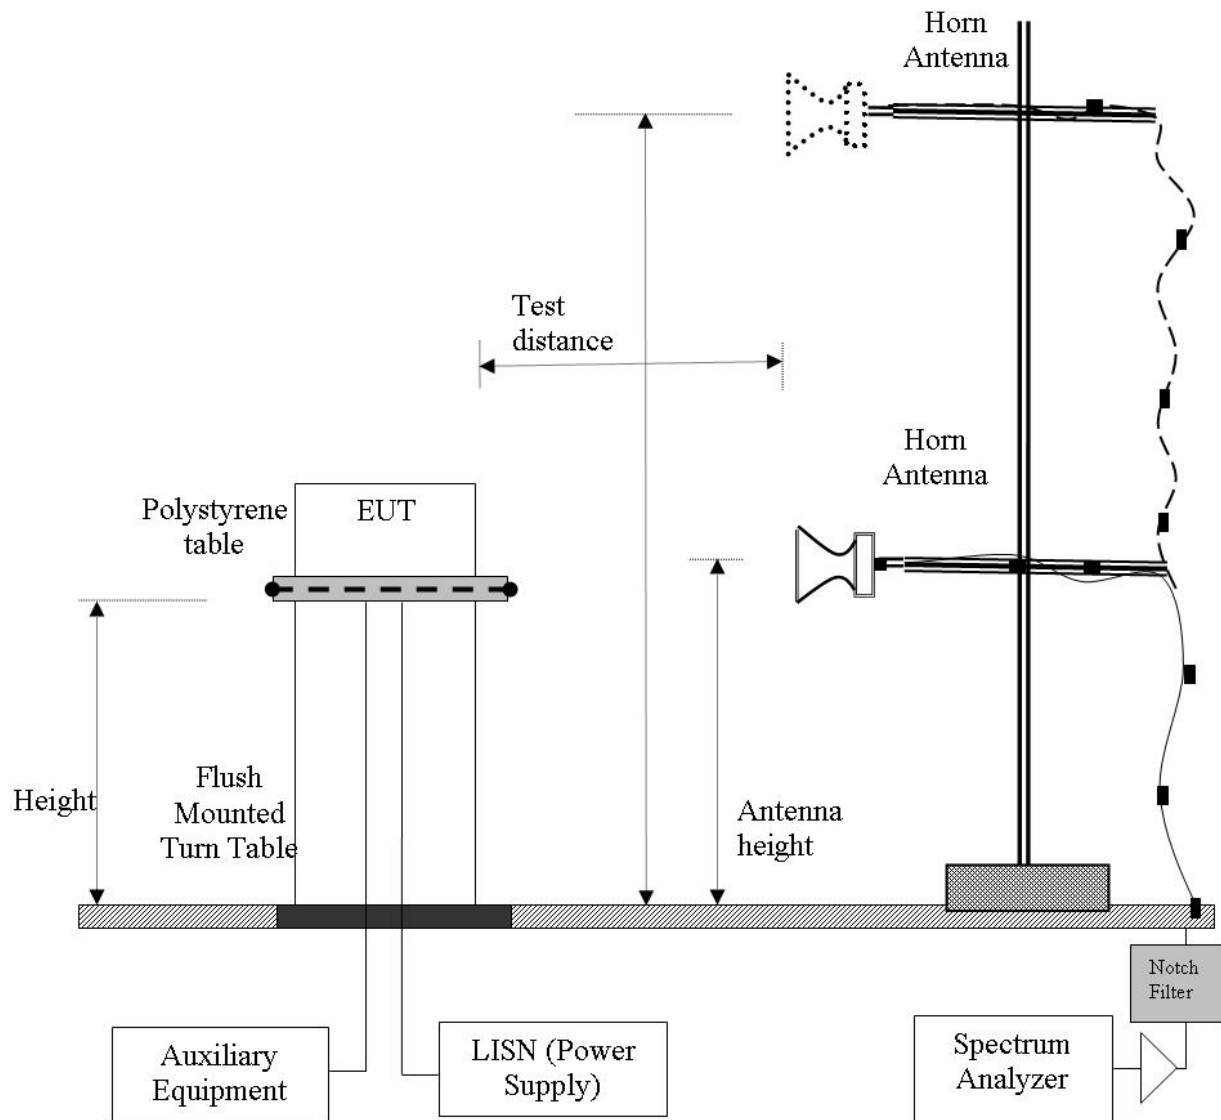 Horn
Antenna
Test
distance
Horn
Antenna
Polystyrene
table
EUT
Height
Flush
Mounted
Turn Table
Antenna
height
Notch
Filter
Auxiliary
Equipment
LISN (Power
Supply)
Spectrum
Analyzer